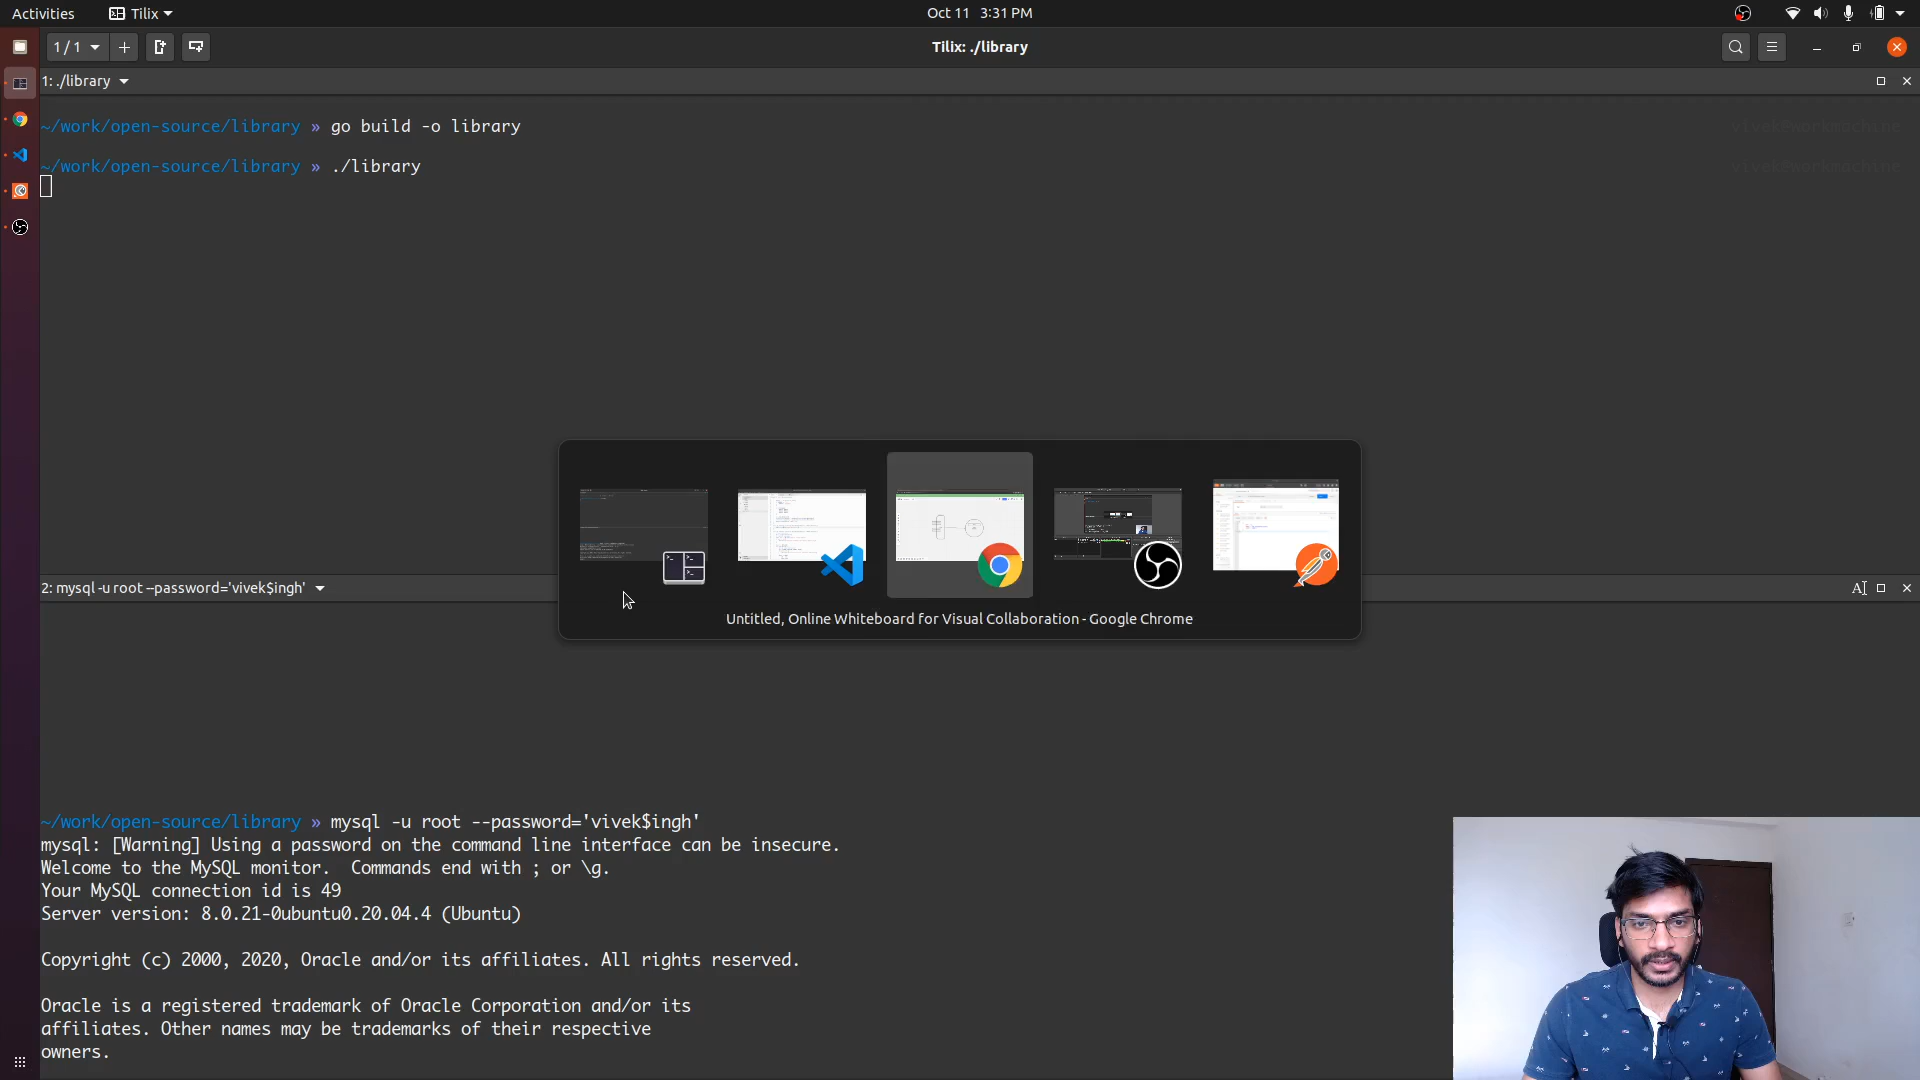 Activities
Tilix
Oct 11 3:31 PM
1 / 1
Tilix: ./library
1: ./library
~/work/open-source/library » go build -o library
vivek@workmachine
~/work/open-source/library » ./library
vivek@workmachine
Untitled, Online Whiteboard for Visual Collaboration - Google Chrome
2: mysql -u root --password='vivek$ingh'
~/work/open-source/library » mysql -u root --password='vivek$ingh'
mysql: [Warning] Using a password on the command line interface can be insecure.
Welcome to the MySQL monitor.  Commands end with ; or \g.
Your MySQL connection id is 49
Server version: 8.0.21-0ubuntu0.20.04.4 (Ubuntu)
Copyright (c) 2000, 2020, Oracle and/or its affiliates. All rights reserved.
Oracle is a registered trademark of Oracle Corporation and/or its
affiliates. Other names may be trademarks of their respective
owners.